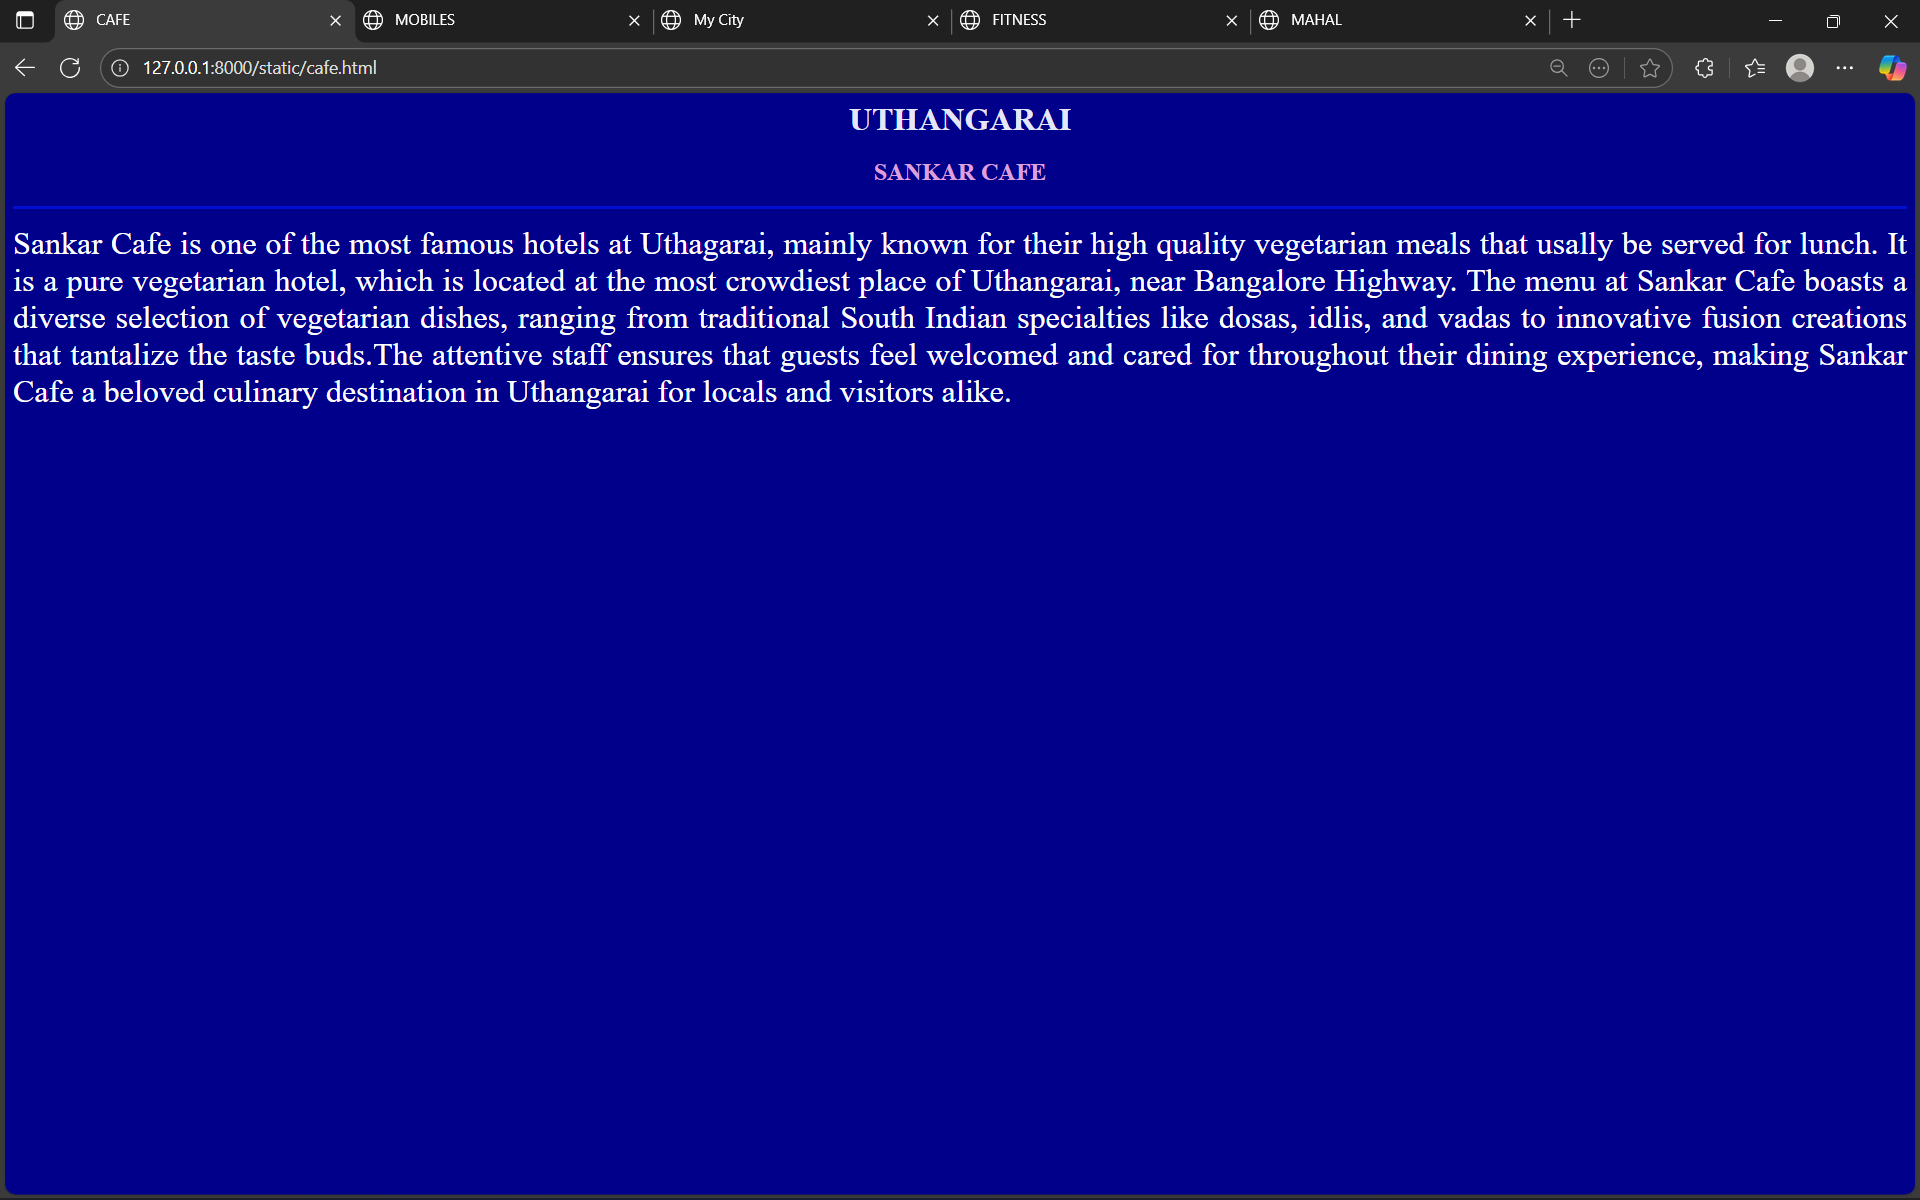 CAFE
MOBILES
My City
FITNESS
MAHAL
127.0.0.1:8000/static/cafe.html
UTHANGARAI
SANKAR CAFE
Sankar Cafe is one of the most famous hotels at Uthagarai, mainly known for their high quality vegetarian meals that usally be served for lunch. It
is a pure vegetarian hotel, which is located at the most crowdiest place of Uthangarai, near Bangalore Highway. The menu at Sankar Cafe boasts a
diverse selection of vegetarian dishes, ranging from traditional South Indian specialties like dosas, idlis, and vadas to innovative fusion creations
that tantalize the taste buds.The attentive staff ensures that guests feel welcomed and cared for throughout their dining experience, making Sankar
Cafe a beloved culinary destination in Uthangarai for locals and visitors alike.